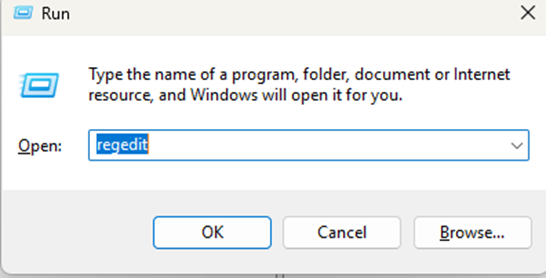 Run
Type the name of a program, folder, document or Internet
resource, and Windows will open it for you.
Open: regedit
OK Cancel Browse...